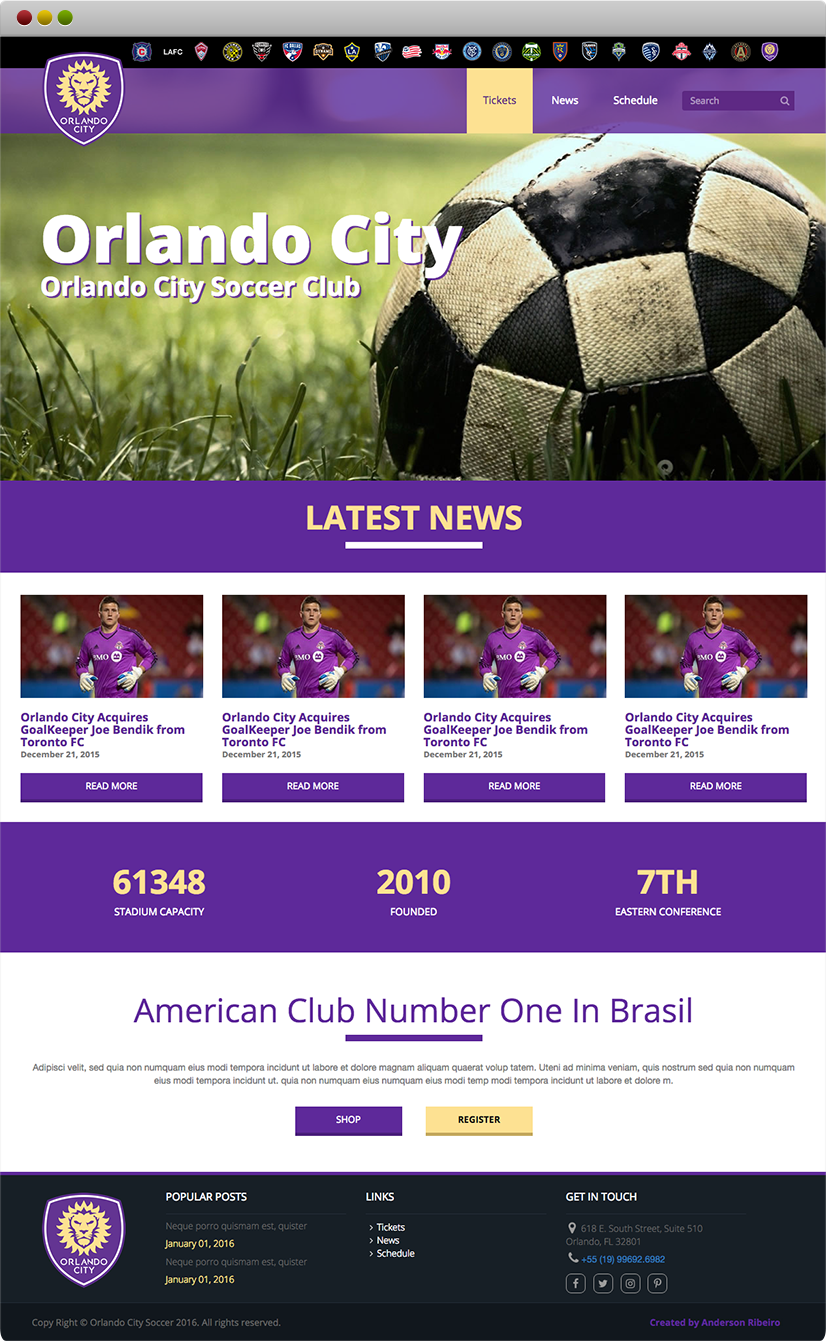 LAFC
ORLANDO
CITY
Tickets
News
Schedule
Search
Orlando City
Orlando City Soccer Club
LATEST NEWS
BMO
BMO
BMO
BMO
Orlando City Acquires
GoalKeeper Joe Bendik from
Toronto FC
December 21, 2015
READ MORE
Orlando City Acquires
GoalKeeper Joe Bendik from
Toronto FC
December 21, 2015
READ MORE
Orlando City Acquires
GoalKeeper Joe Bendik from
Toronto FC
December 21, 2015
READ MORE
Orlando City Acquires
GoalKeeper Joe Bendik from
Toronto FC
December 21, 2015
READ MORE
61348
STADIUM CAPACITY
2010
FOUNDED
7TH
EASTERN CONFERENCE
American Club Number One In Brasil
Adipisci velit, sed quia non numquam eius modi tempora incidunt ut labore et dolore magnam aliquam quaerat volup tatem. Uteni ad minima veniam, quis nostrum sed quia non numquam
eius modi tempora incidunt ut. quia non numquam eius numquam eius modi temp modi tempora incidunt ut labore et dolore m.
SHOP
REGISTER
ORLANDO
CITY
POPULAR POSTS
Neque porro quismam est, quister
January 01, 2016
Neque porro quismam est, quister
January 01, 2016
LINKS
Tickets
News
Schedule
GET IN TOUCH
618 E. South Street, Suite 510
Orlando, FL 32801
+55 (19) 99692.6982
Copy Right © Orlando City Soccer 2016. All rights reserved.
Created by Anderson Ribeiro